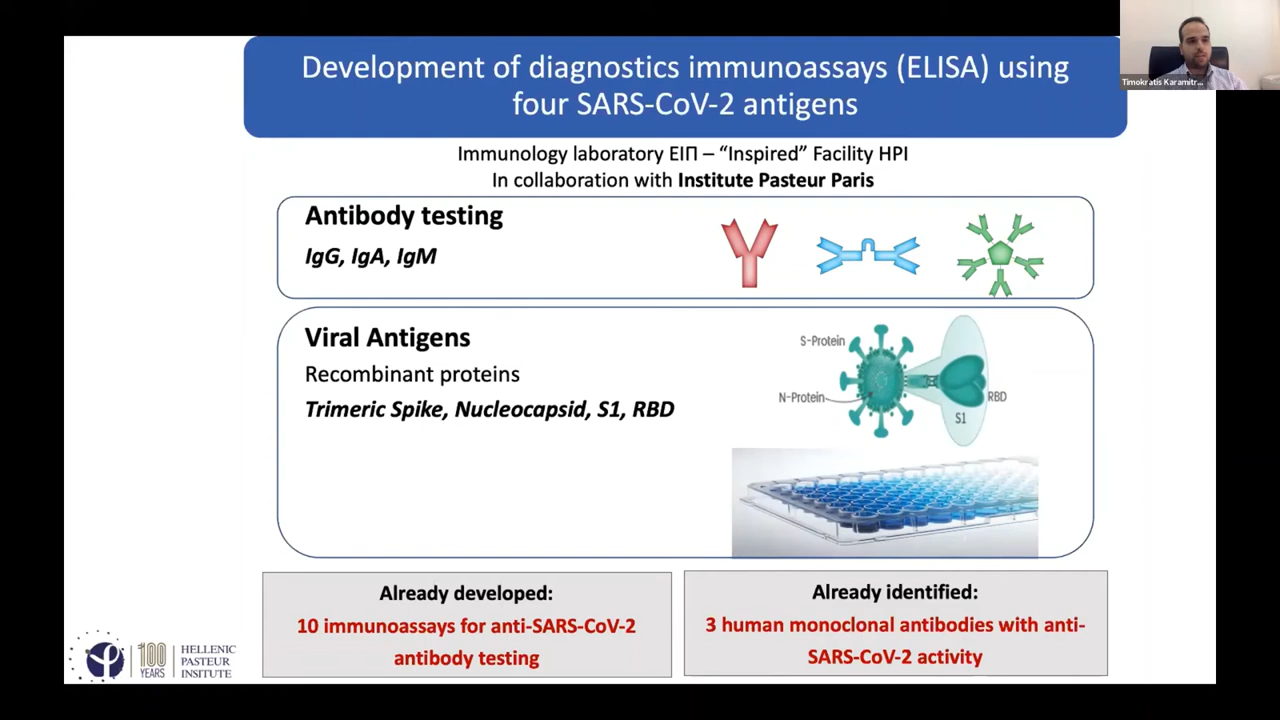 Development of diagnostics immunoassays (ELISA) using
four SARS-CoV-2 antigens
Timokratis Karamitr...
Immunology laboratory ΕΙΠ – “Inspired” Facility HPI
In collaboration with Institute Pasteur Paris
Antibody testing
IgG, IgA, IgM
Viral Antigens
Recombinant proteins
Trimeric Spike, Nucleocapsid, S1, RBD
S-Protein
N-Protein
RBD
S1
Already developed:
10 immunoassays for anti-SARS-CoV-2
antibody testing
Already identified:
3 human monoclonal antibodies with anti-
SARS-CoV-2 activity
100
YEARS
HELLENIC
PASTEUR
INSITUTE